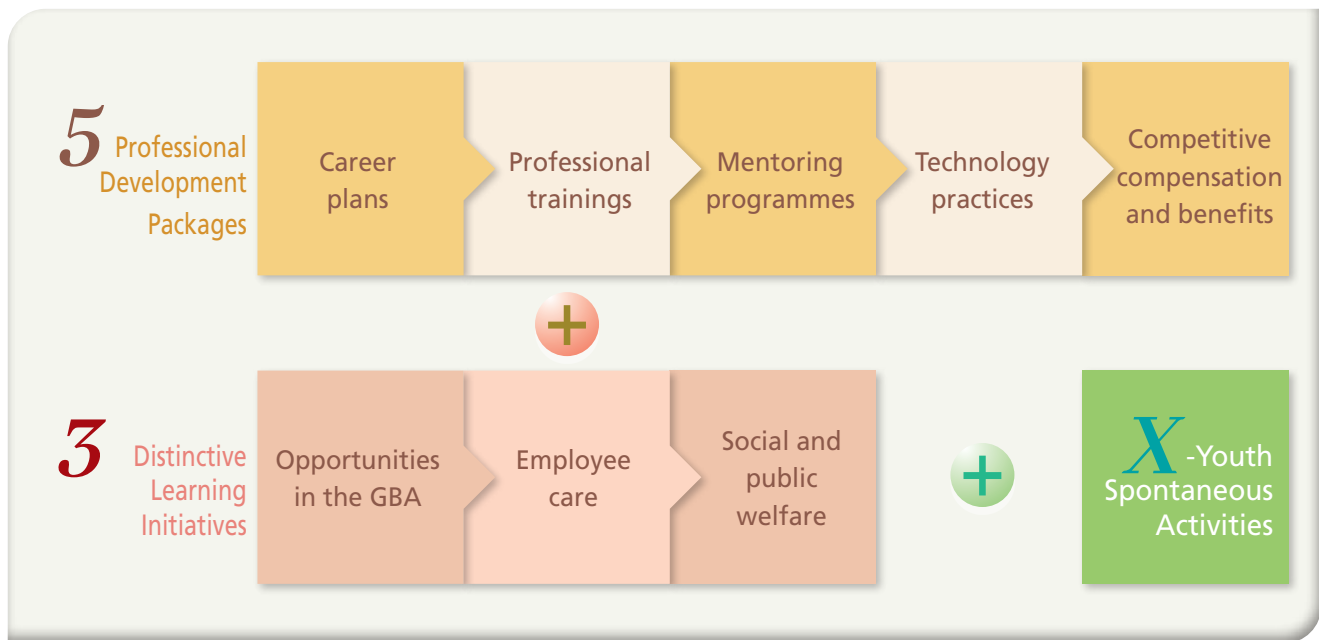 5 Professional
Development
Packages
Career
plans
Professional
trainings
Mentoring
programmes
Technology
practices
Competitive
compensation
and benefits
+
3 Distinctive
Learning
Initiatives
Opportunities
in the GBA
Employee
care
Social and
public
welfare
+
X-Youth
Spontaneous
Activities